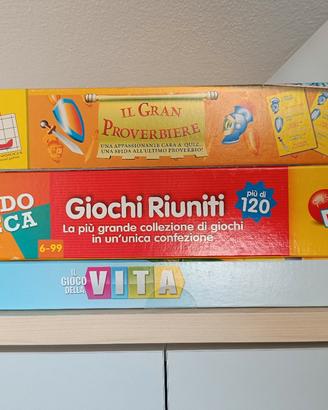 IL GRAN
PROVERBIERE
UNA APPASSIONANTE GARA A QUIZ...
UNA SFIDA ALL'ULTIMO PROVERBIO!
DO
CA
6-99
Giochi Riuniti
più di
120
La più grande collezione di giochi
in un'unica confezione
IL
GIOCO
DELLA
VITA